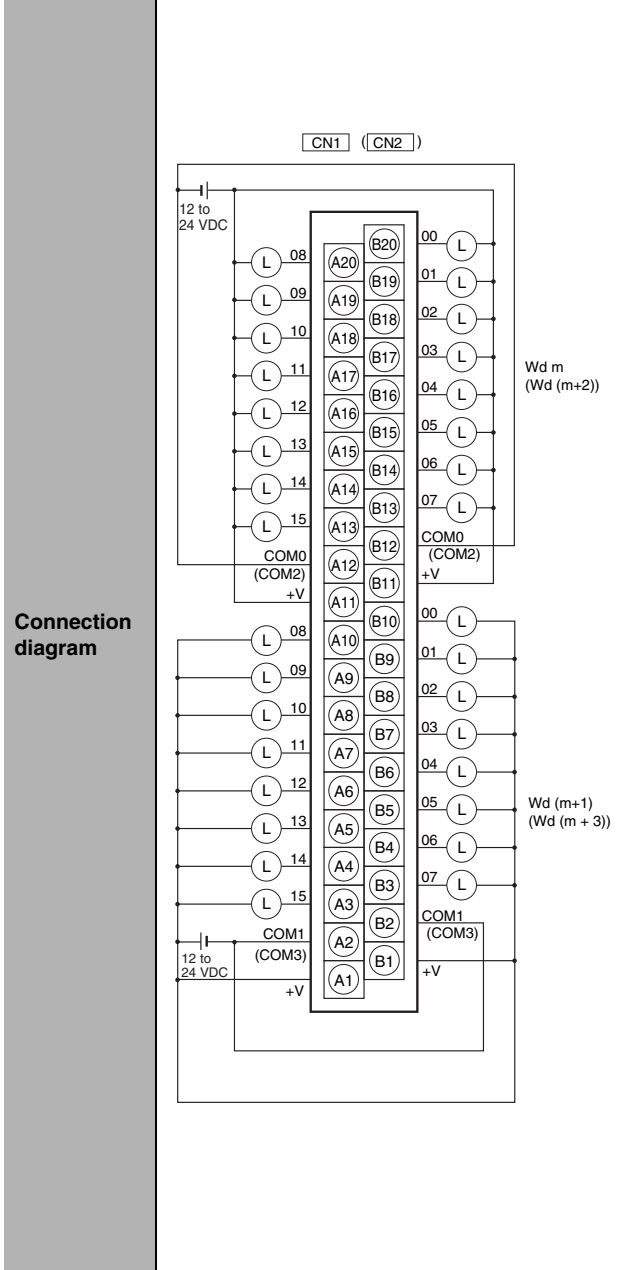 Connection
diagram
CN1 (CN2)
12 to
24 VDC
08 A20 B20 00
L L
09 A19 B19 01
L L
10 A18 B18 02
L L
11 A17 B17 03
L L
Wd m
(Wd (m+2))
12 A16 B16 04
L L
13 A15 B15 05
L L
14 A14 B14 06
L L
15 A13 B13 07
L L
COM0 A12 B12 COM0
(COM2) (COM2)
+V A11 B11 +V
08 A10 B10 00
L L
09 A9 B9 01
L L
10 A8 B8 02
L L
11 A7 B7 03
L L
12 A6 B6 04
L L
13 A5 B5 05
L L
Wd (m+1)
(Wd (m + 3))
14 A4 B4 06
L L
15 A3 B3 07
L L
COM1 A2 B2 COM1
(COM3) (COM3)
12 to
24 VDC
+V A1 B1 +V